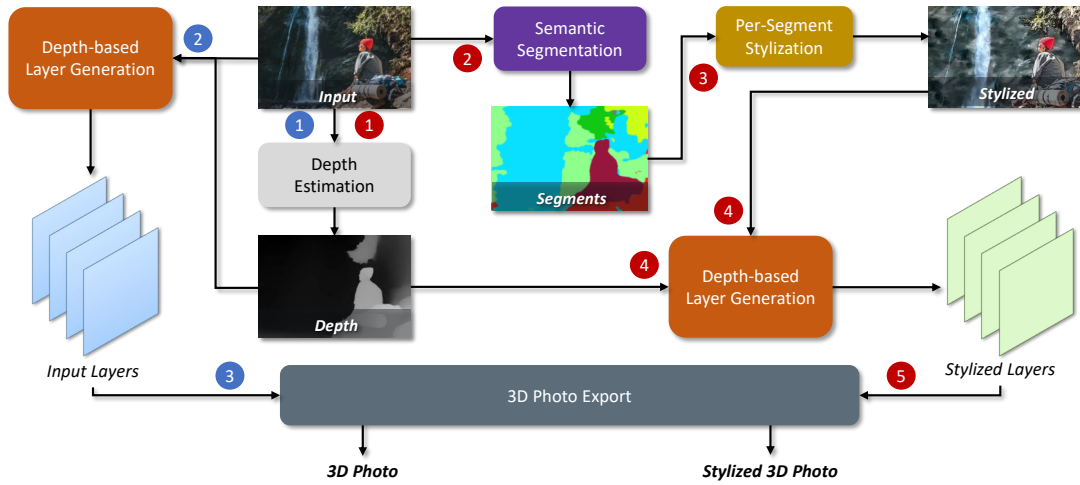 Depth-based
Layer Generation
2
Input
2
Semantic
Segmentation
3
Per-Segment
Stylization
Stylized
1
1
Depth
Estimation
Segments
4
Depth
4
Depth-based
Layer Generation
Input Layers
Stylized Layers
3
3D Photo Export
5
3D Photo
Stylized 3D Photo